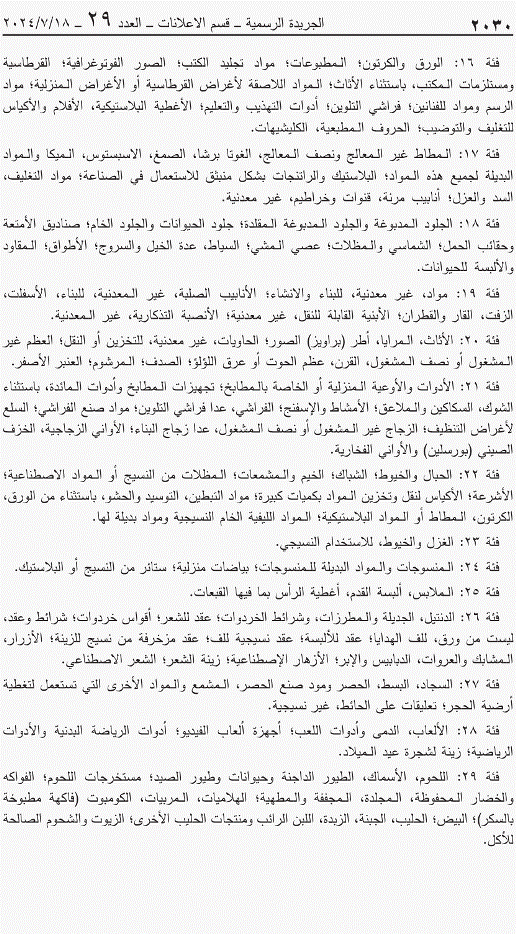 ٢٠٣٠ الجريدة الرسمية ــ قسم الاعلانات ــ العدد ٢٩ ــ ٢٠٢٤/٧/١٨
فئة ١٦: الورق والكرتون؛ المطبوعات؛ مواد تجليد الكتب؛ الصور الفوتوغرافية؛ القرطاسية
ومستلزمات المكتب، باستثناء الأثاث؛ المواد اللاصقة لأغراض القرطاسية أو الأغراض المنزلية؛ مواد
الرسم ومواد للفنانين؛ فراشي التلوين؛ أدوات التهذيب والتعليم؛ الأغطية البلاستيكية، الأفلام والأكياس
للتغليف والتوضيب؛ الحروف المطبعية، الكليشيهات.
فئة ١٧: المطاط غير المعالج ونصف المعالج، الغوتا برشا، الصمغ، الاسبستوس، الميكا والمواد
البديلة لجميع هذه المواد؛ البلاستيك والراتنجات بشكل منبثق للاستعمال في الصناعة؛ مواد التغليف،
السد والعزل؛ أنابيب مرنة، قنوات وخراطيم، غير معدنية.
فئة ١٨: الجلود المدبوغة والجلود المدبوغة المقلدة؛ جلود الحيوانات والجلود الخام؛ صناديق الأمتعة
وحقائب الحمل؛ الشماسي والمظلات؛ عصي المشي؛ السياط، عدة الخيل والسروج؛ الأطواق؛ المقاود
والألبسة للحيوانات.
فئة ١٩: مواد، غير معدنية، للبناء والانشاء؛ الأنابيب الصلبة، غير المعدنية، للبناء، الأسفلت،
الزفت، القار والقطران؛ الأبنية القابلة للنقل، غير معدنية؛ الأنصبة التذكارية، غير المعدنية.
فئة ٢٠: الأثاث، المرايا، أطر (براويز) الصور؛ الحاويات، غير معدنية، للتخزين أو النقل؛ العظم غير
المشغول أو نصف المشغول، القرن، عظم الحوت أو عرق اللؤلؤ؛ الصدف؛ المرشوم؛ العنبر الأصفر.
فئة ٢١: الأدوات والأوعية المنزلية أو الخاصة بالمطابخ؛ تجهيزات المطابخ وأدوات المائدة، باستثناء
الشوك، السكاكين والملاعق؛ الأمشاط والإسفنج؛ الفراشي، عدا فراشي التلوين؛ مواد صنع الفراشي؛ السلع
لأغراض التنظيف؛ الزجاج غير المشغول أو نصف المشغول، عدا زجاج البناء؛ الأواني الزجاجية، الخزف
الصيني (بورسلين) والأواني الفخارية.
فئة ٢٢: الحبال والخيوط؛ الشباك؛ الخيم والمشمعات؛ المظلات من النسيج أو المواد الاصطناعية؛
الأشرعة؛ الأكياس لنقل وتخزين المواد بكميات كبيرة؛ مواد التبطين، التوسيد والحشو، باستثناء من الورق،
الكرتون، المطاط أو المواد البلاستيكية؛ المواد الليفية الخام النسيجية ومواد بديلة لها.
فئة ٢٣: الغزل والخيوط، للاستخدام النسيجي.
فئة ٢٤: المنسوجات والمواد البديلة للمنسوجات؛ بياضات منزلية؛ ستائر من النسيج أو البلاستيك.
فئة ٢٥: الملابس، ألبسة القدم، أغطية الرأس بما فيها القبعات.
فئة ٢٦: الدنتيل، الجديلة والمطرزات، وشرائط الخردوات؛ عقد للشعر؛ أقواس خردوات؛ شرائط وعقد،
ليست من ورق، للف الهدايا؛ عقد للألبسة؛ عقد نسيجية للف؛ عقد مزخرفة من نسيج للزينة؛ الأزرار،
المشابك والعروات، الدبابيس والإبر؛ الأزهار الإصطناعية؛ زينة الشعر؛ الشعر الاصطناعي.
فئة ٢٧: السجاد، البسط، الحصر ومود صنع الحصر، المشمع والمواد الأخرى التي تستعمل لتغطية
أرضية الحجر؛ تعليقات على الحائط، غير نسيجية.
فئة ٢٨: الألعاب، الدمى وأدوات اللعب؛ أجهزة ألعاب الفيديو؛ أدوات الرياضة البدنية والأدوات
الرياضية؛ زينة لشجرة عيد الميلاد.
فئة ٢٩: اللحوم، الأسماك، الطيور الداجنة وحيوانات وطيور الصيد؛ مستخرجات اللحوم؛ الفواكه
والخضار المحفوظة، المجلدة، المجففة والمطهية؛ الهلاميات، المربيات، الكومبوت (فاكهة مطبوخة
بالسكر)؛ البيض؛ الحليب، الجبنة، الزبدة، اللبن الرائب ومنتجات الحليب الأخرى؛ الزيوت والشحوم الصالحة
للأكل.